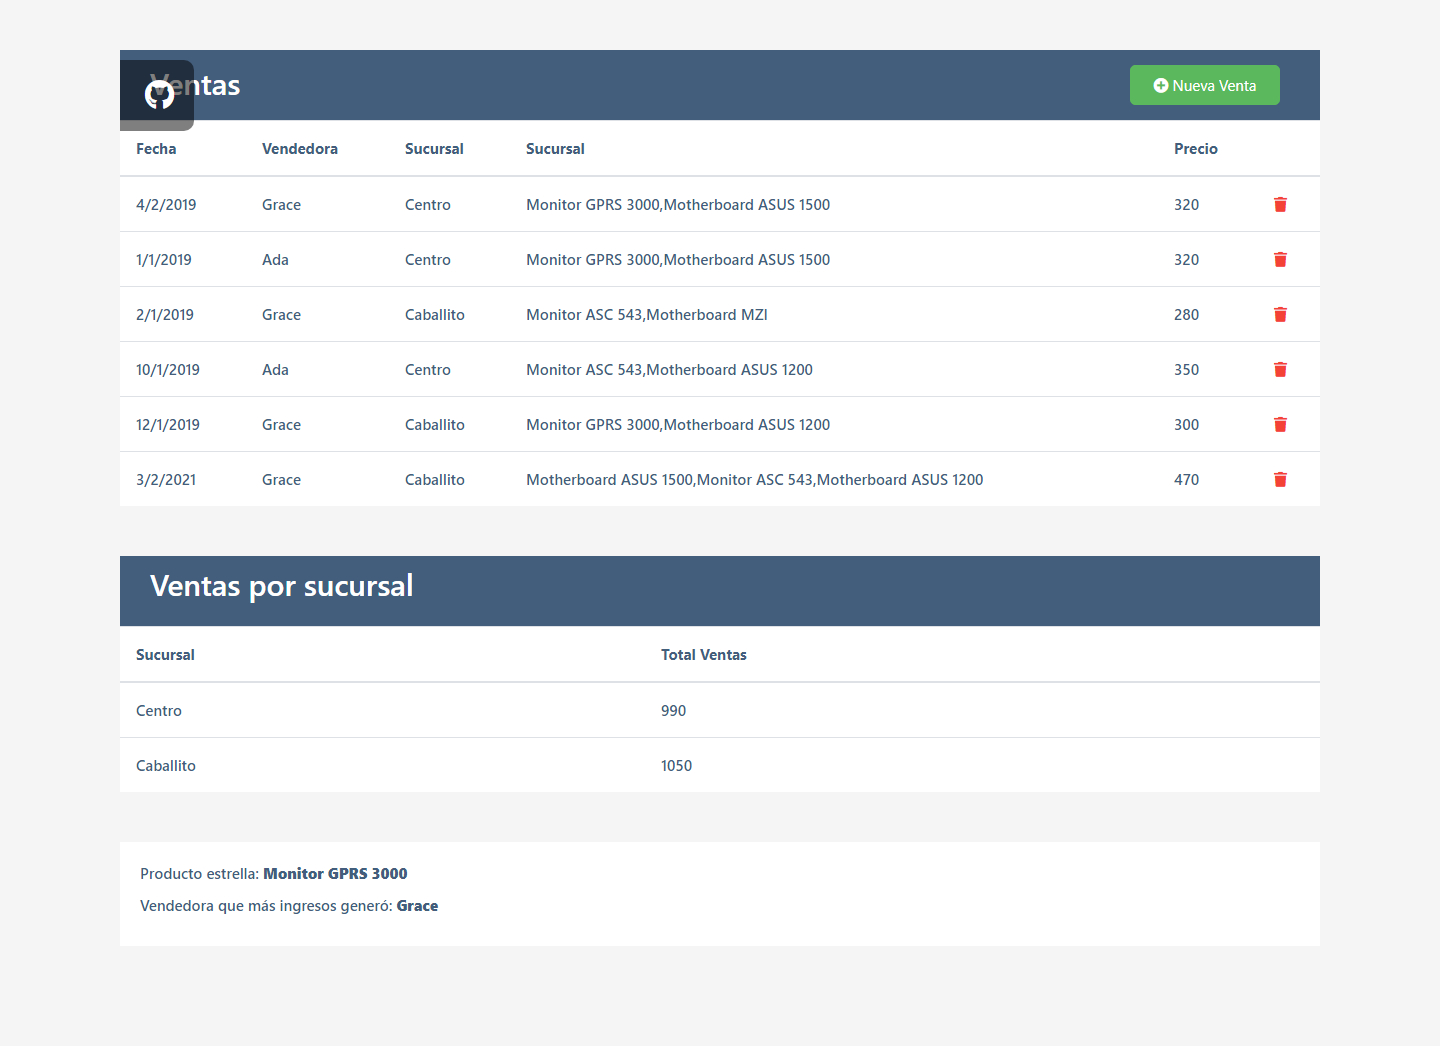 Ventas
Nueva Venta
Fecha Vendedora Sucursal Sucursal Precio
4/2/2019 Grace Centro Monitor GPRS 3000,Motherboard ASUS 1500 320
1/1/2019 Ada Centro Monitor GPRS 3000,Motherboard ASUS 1500 320
2/1/2019 Grace Caballito Monitor ASC 543,Motherboard MZI 280
10/1/2019 Ada Centro Monitor ASC 543,Motherboard ASUS 1200 350
12/1/2019 Grace Caballito Monitor GPRS 3000,Motherboard ASUS 1200 300
3/2/2021 Grace Caballito Motherboard ASUS 1500,Monitor ASC 543,Motherboard ASUS 1200 470
Ventas por sucursal
Sucursal Total Ventas
Centro 990
Caballito 1050
Producto estrella: Monitor GPRS 3000
Vendedora que más ingresos generó: Grace